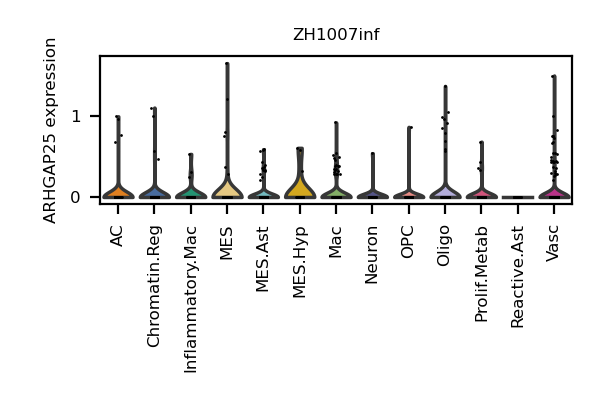 ZH1007inf
ARHGAP25 expression
1
0
AC
Chromatin.Reg
Inflammatory.Mac
MES
MES.Ast
MES.Hyp
Mac
Neuron
OPC
Oligo
Prolif.Metab
Reactive.Ast
Vasc